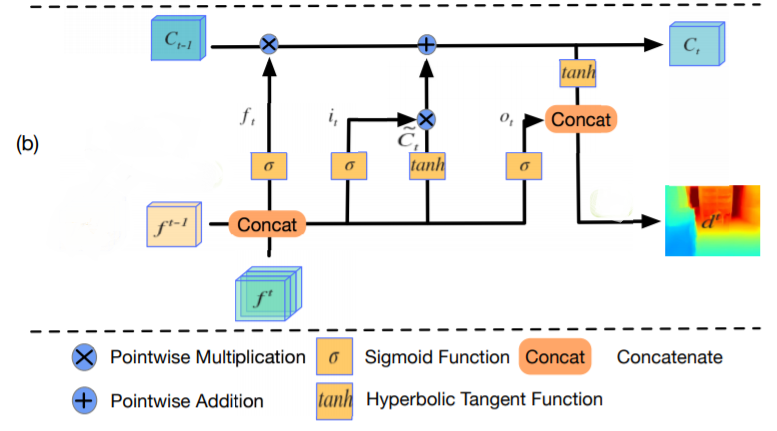 C_{t-1}
C_t
tanh
f_t
i_t
C̃_t
o_t
Concat
(b)
σ
σ
tanh
σ
f^{t-1}
Concat
d^t
f^t
Pointwise Multiplication
σ
Sigmoid Function
Concat
Concatenate
Pointwise Addition
tanh
Hyperbolic Tangent Function